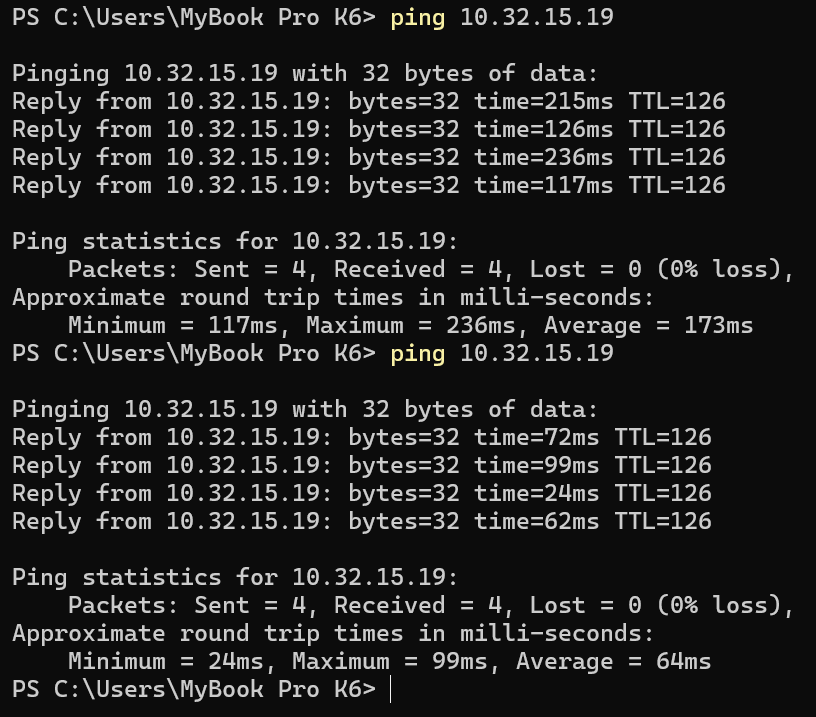 PS C:\Users\MyBook Pro K6> ping 10.32.15.19
Pinging 10.32.15.19 with 32 bytes of data:
Reply from 10.32.15.19: bytes=32 time=215ms TTL=126
Reply from 10.32.15.19: bytes=32 time=126ms TTL=126
Reply from 10.32.15.19: bytes=32 time=236ms TTL=126
Reply from 10.32.15.19: bytes=32 time=117ms TTL=126
Ping statistics for 10.32.15.19:
    Packets: Sent = 4, Received = 4, Lost = 0 (0% loss),
Approximate round trip times in milli-seconds:
    Minimum = 117ms, Maximum = 236ms, Average = 173ms
PS C:\Users\MyBook Pro K6> ping 10.32.15.19
Pinging 10.32.15.19 with 32 bytes of data:
Reply from 10.32.15.19: bytes=32 time=72ms TTL=126
Reply from 10.32.15.19: bytes=32 time=99ms TTL=126
Reply from 10.32.15.19: bytes=32 time=24ms TTL=126
Reply from 10.32.15.19: bytes=32 time=62ms TTL=126
Ping statistics for 10.32.15.19:
    Packets: Sent = 4, Received = 4, Lost = 0 (0% loss),
Approximate round trip times in milli-seconds:
    Minimum = 24ms, Maximum = 99ms, Average = 64ms
PS C:\Users\MyBook Pro K6>